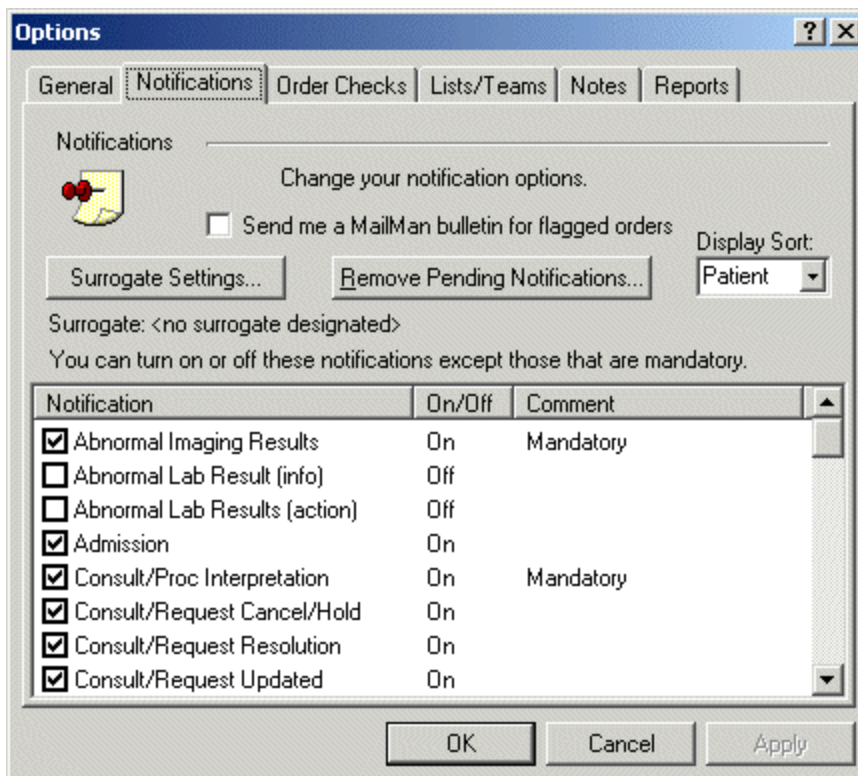 Options
General Notifications Order Checks Lists/Teams Notes Reports
Notifications
Change your notification options.
Send me a MailMan bulletin for flagged orders
Display Sort:
Surrogate Settings... Remove Pending Notifications... Patient
Surrogate: <no surrogate designated>
You can turn on or off these notifications except those that are mandatory.
Notification On/Off Comment
Abnormal Imaging Results On Mandatory
Abnormal Lab Result (info) Off
Abnormal Lab Results (action) Off
Admission On
Consult/Proc Interpretation On Mandatory
Consult/Request Cancel/Hold On
Consult/Request Resolution On
Consult/Request Updated On
OK Cancel Apply